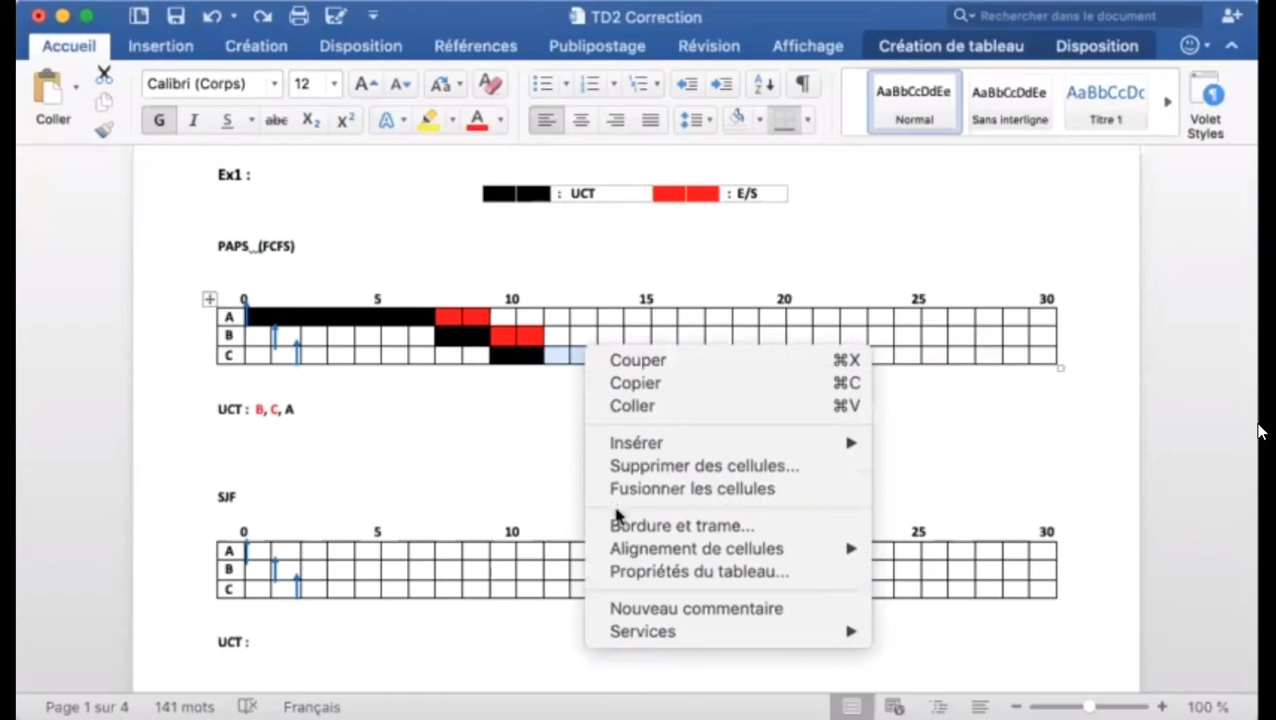 TD2 Correction
Rechercher dans le document
Accueil Insertion Création Disposition Références Publipostage Révision Affichage Création de tableau Disposition
Coller
Calibri (Corps) 12
G I S abc X₂ X²
AaBbCcDdEe AaBbCcDdEe AaBbCcDc
Normal Sans interligne Titre 1
Volet
Styles
Ex1 :
: UCT : E/S
PAPS (FCFS)
0 5 10 15 20 25 30
A
B
C
UCT : B, C, A
SJF
0 5 10 25 30
A
B
C
UCT :
Couper ⌘X
Copier ⌘C
Coller ⌘V
Insérer
Supprimer des cellules...
Fusionner les cellules
Bordure et trame...
Alignement de cellules
Propriétés du tableau...
Nouveau commentaire
Services
Page 1 sur 4 141 mots Français 100 %